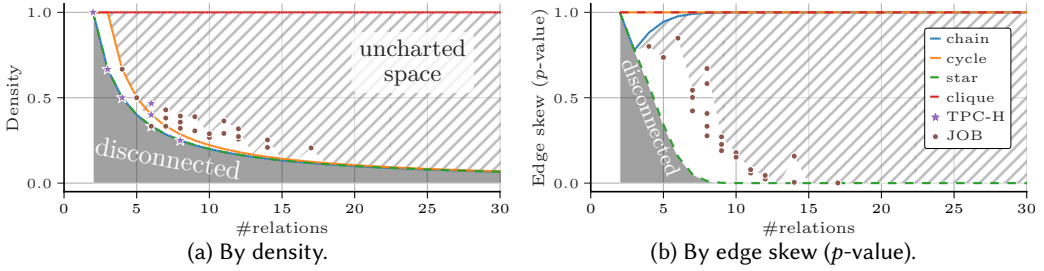 1.0
0.5
0.0
Density
uncharted
space
disconnected
0
5
10
15
20
25
30
#relations
(a) By density.
1.0
0.5
0.0
Edge skew (p-value)
disconnected
chain
cycle
star
clique
TPC-H
JOB
0
5
10
15
20
25
30
#relations
(b) By edge skew (p-value).